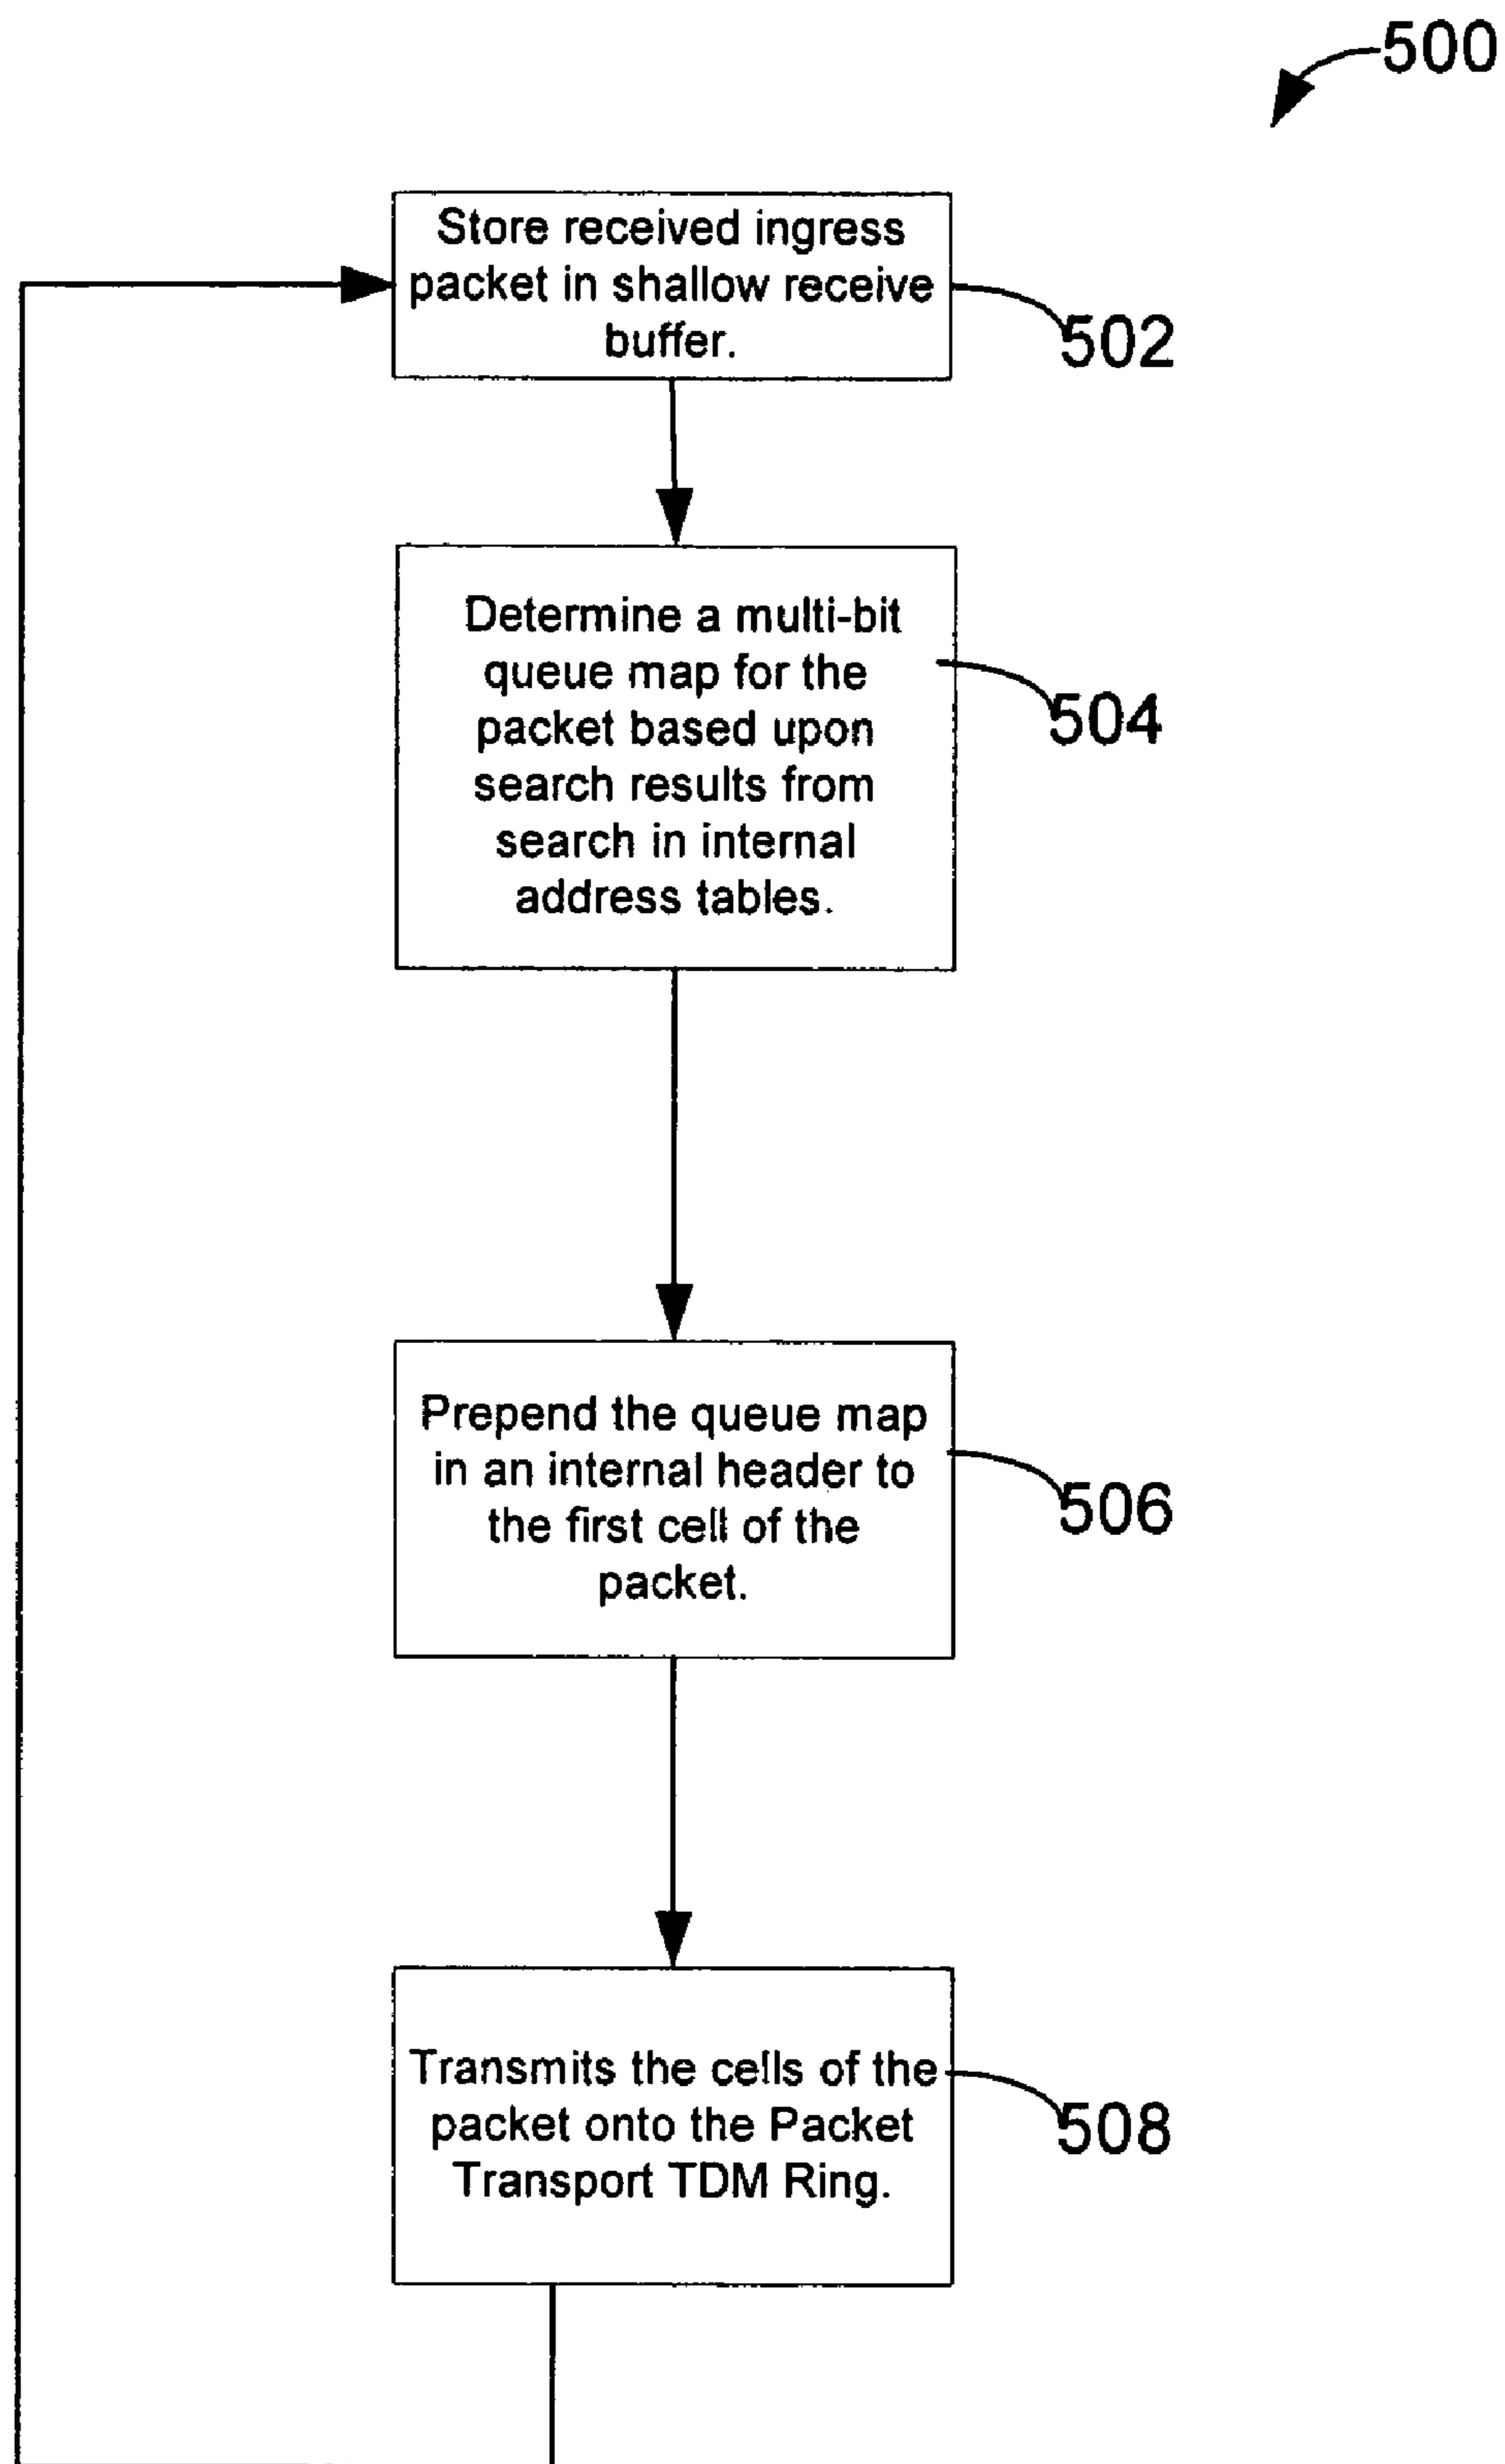 500
Store received ingress
packet in shallow receive
buffer.
502
Determine a multi-bit
queue map for the
packet based upon
search results from
search in internal
address tables.
504
Prepend the queue map
in an internal header to
the first cell of the
packet.
506
Transmits the cells of the
packet onto the Packet
Transport TDM Ring.
508